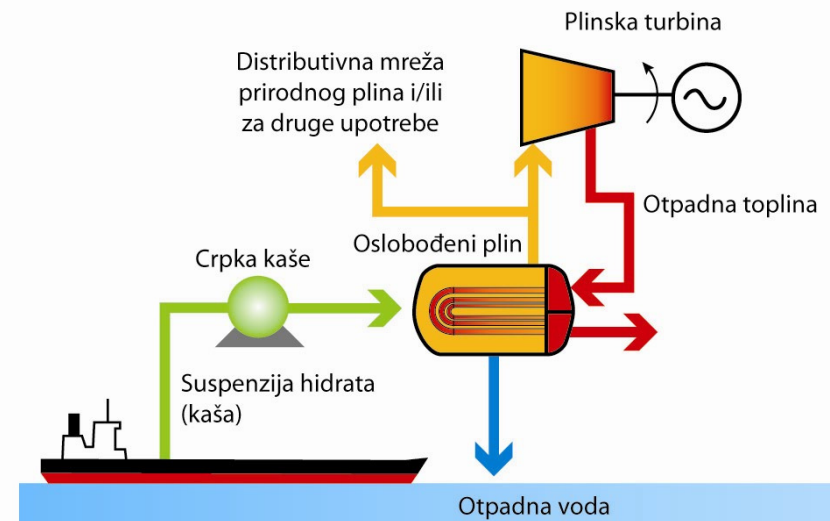 Plinska turbina
Distributivna mreža
prirodnog plina i/ili
za druge upotrebe
Otpadna toplina
Oslobođeni plin
Crpka kaše
Suspenzija hidrata
(kaša)
Otpadna voda